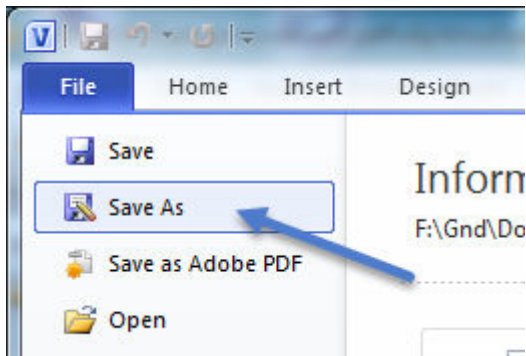 V
File Home Insert Design
Save
Save As
Save as Adobe PDF
Open
Inform
F:\Gnd\Do